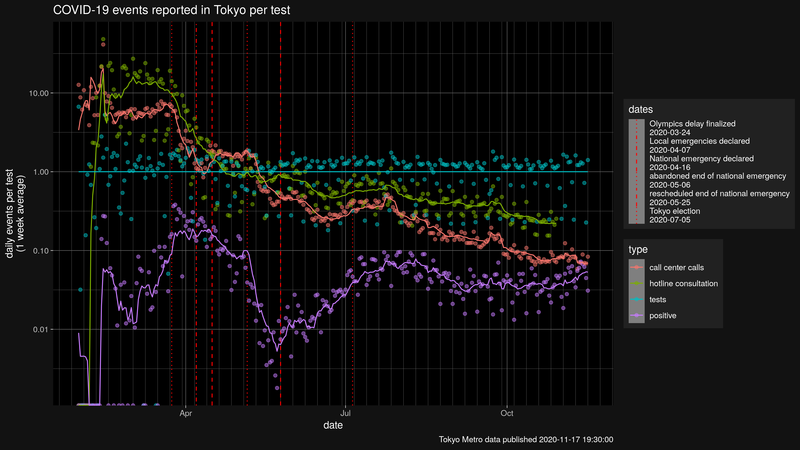 COVID-19 events reported in Tokyo per test
daily events per test
(1 week average)
10.00
1.00
0.10
0.01
Apr
Jul
Oct
date
dates
Olympics delay finalized
2020-03-24
Local emergencies declared
2020-04-07
National emergency declared
2020-04-16
abandoned end of national emergency
2020-05-06
rescheduled end of national emergency
2020-05-25
Tokyo election
2020-07-05
type
call center calls
hotline consultation
tests
positive
Tokyo Metro data published 2020-11-17 19:30:00